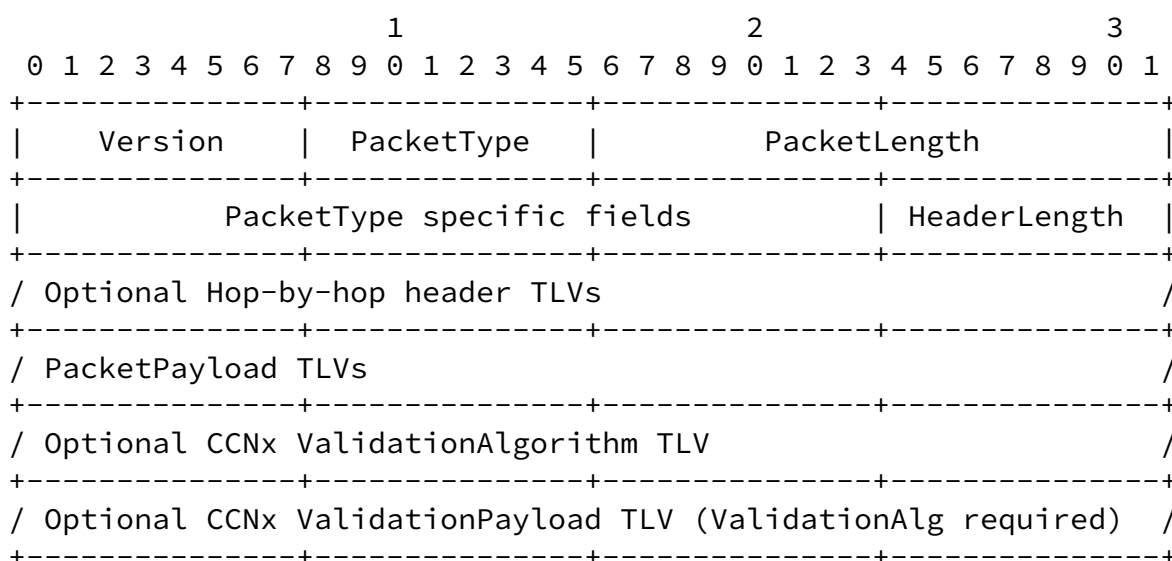 1                   2                   3
 0 1 2 3 4 5 6 7 8 9 0 1 2 3 4 5 6 7 8 9 0 1 2 3 4 5 6 7 8 9 0 1
+---------------+---------------+---------------+---------------+
|    Version    |  PacketType   |         PacketLength          |
+---------------+---------------+---------------+---------------+
|           PacketType specific fields          | HeaderLength  |
+---------------+---------------+---------------+---------------+
/ Optional Hop-by-hop header TLVs                               /
+---------------+---------------+---------------+---------------+
/ PacketPayload TLVs                                            /
+---------------+---------------+---------------+---------------+
/ Optional CCNx ValidationAlgorithm TLV                         /
+---------------+---------------+---------------+---------------+
/ Optional CCNx ValidationPayload TLV (ValidationAlg required)  /
+---------------+---------------+---------------+---------------+